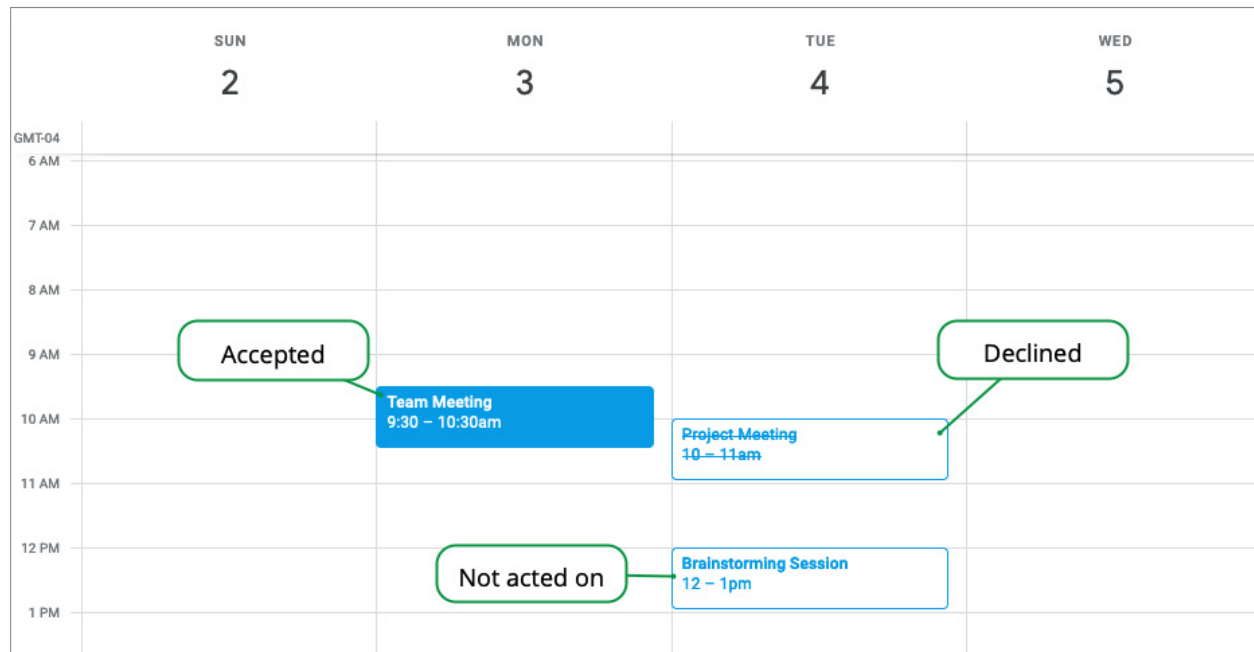 SUN
MON
TUE
WED
2
3
4
5
GMT-04
6 AM
7 AM
8 AM
9 AM
Accepted
Declined
Team Meeting
9:30 – 10:30am
10 AM
Project Meeting
10 – 11am
11 AM
12 PM
Not acted on
Brainstorming Session
12 – 1pm
1 PM